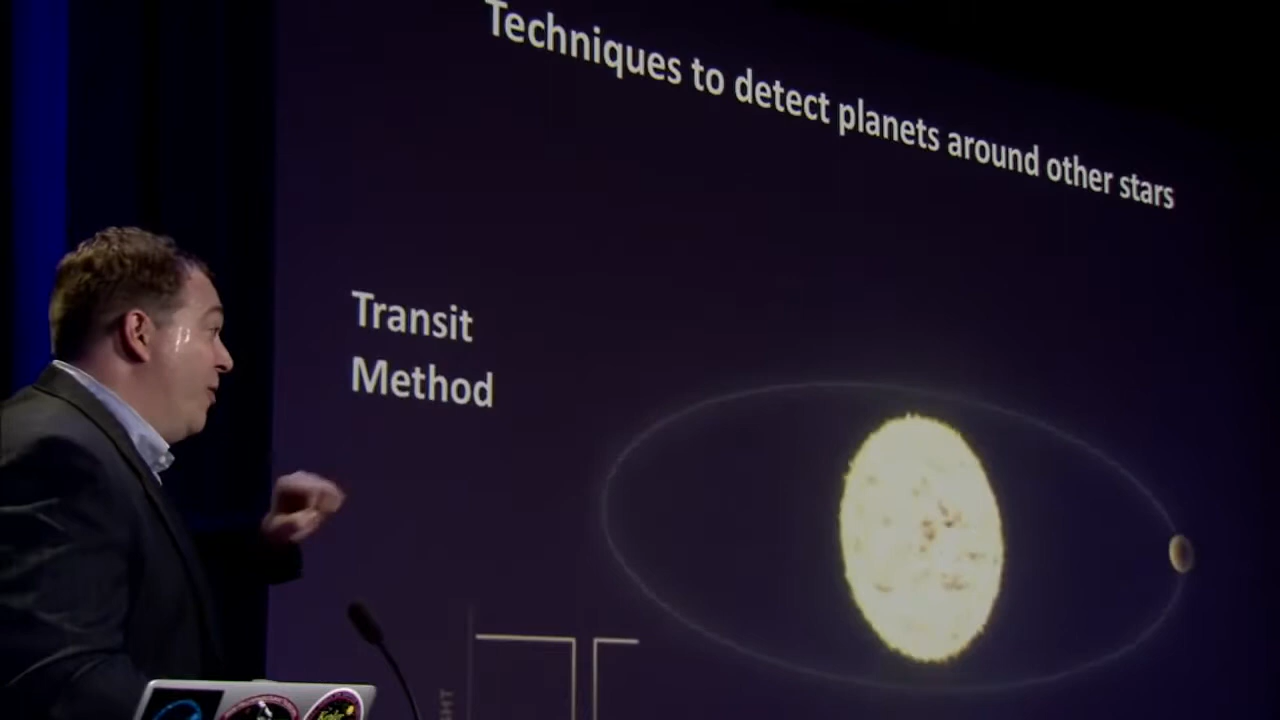 Techniques to detect planets around other stars
Transit
Method